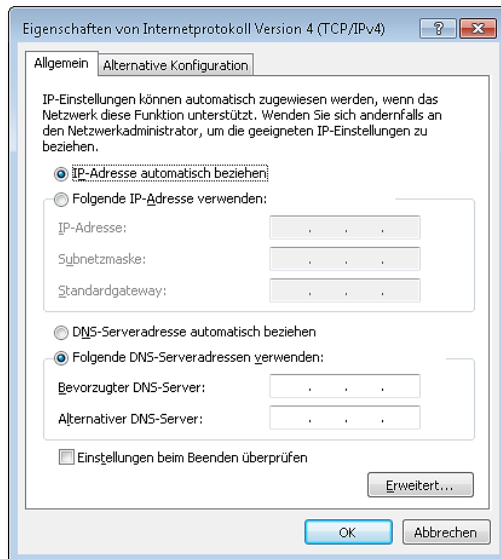 Eigenschaften von Internetprotokoll Version 4 (TCP/IPv4)
Allgemein
Alternative Konfiguration
IP-Einstellungen können automatisch zugewiesen werden, wenn das
Netzwerk diese Funktion unterstützt. Wenden Sie sich andernfalls an
den Netzwerkadministrator, um die geeigneten IP-Einstellungen zu
beziehen.
IP-Adresse automatisch beziehen
Folgende IP-Adresse verwenden:
IP-Adresse:
Subnetzmaske:
Standardgateway:
DNS-Serveradresse automatisch beziehen
Folgende DNS-Serveradressen verwenden:
Bevorzugter DNS-Server:
Alternativer DNS-Server:
Einstellungen beim Beenden überprüfen
Erweitert...
OK
Abbrechen